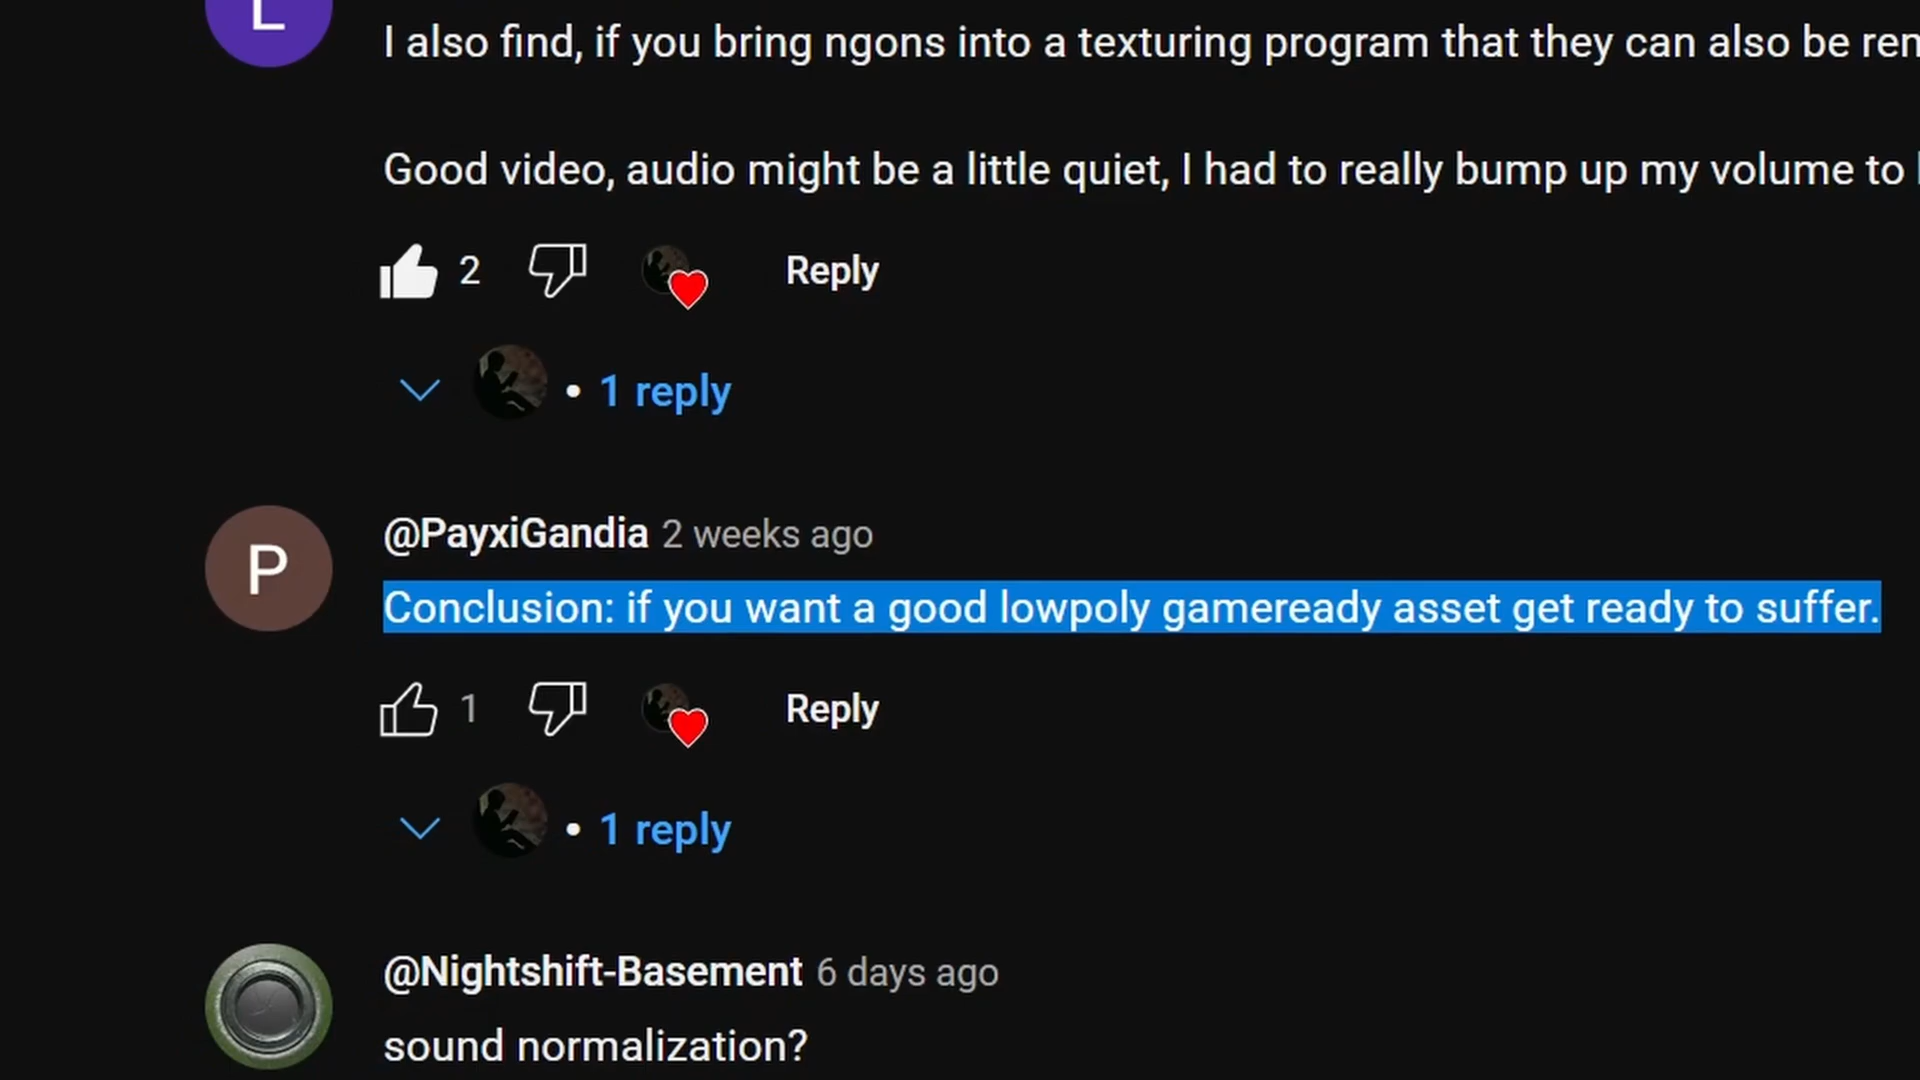 L
I also find, if you bring ngons into a texturing program that they can also be
Good video, audio might be a little quiet, I had to really bump up my volume to
2 Reply
1 reply
P
@PayxiGandia 2 weeks ago
Conclusion: if you want a good lowpoly gameready asset get ready to suffer.
1 Reply
1 reply
@Nightshift-Basement 6 days ago
sound normalization?